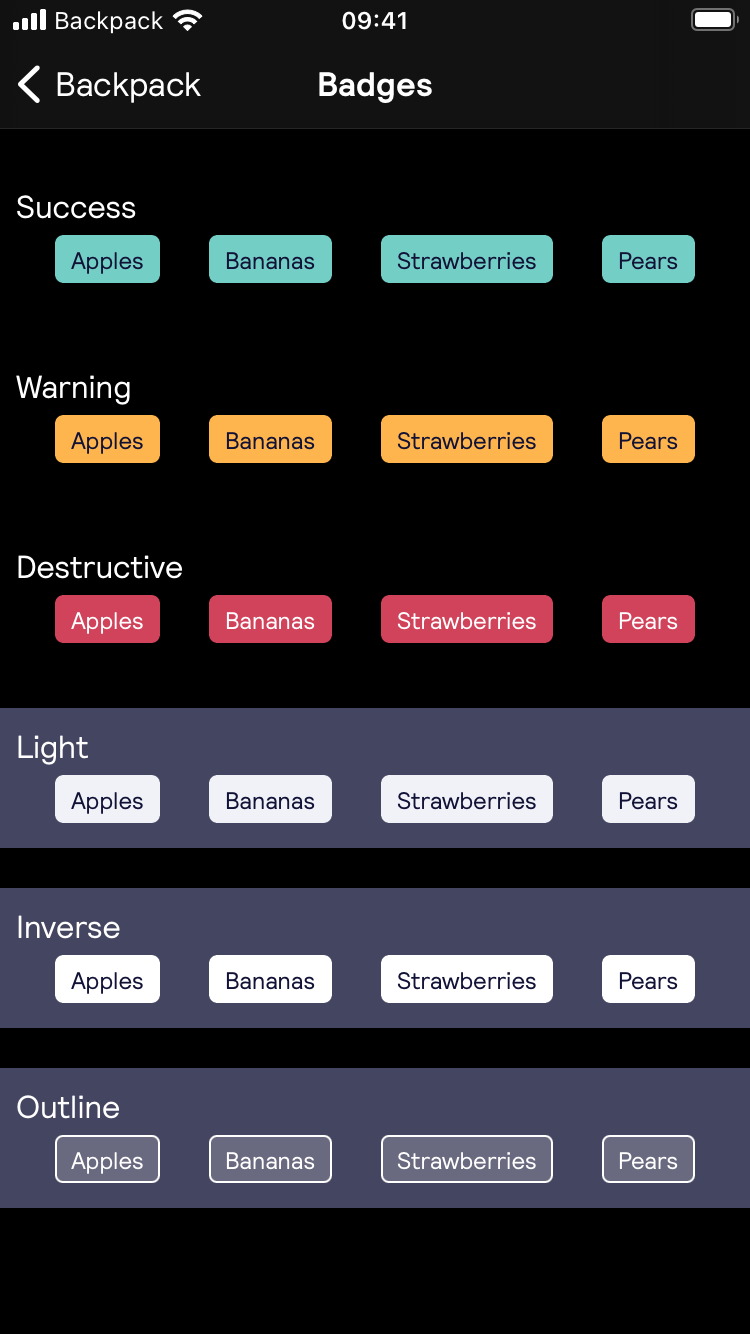 Backpack 09:41
Backpack Badges
Success
Apples Bananas Strawberries Pears
Warning
Apples Bananas Strawberries Pears
Destructive
Apples Bananas Strawberries Pears
Light
Apples Bananas Strawberries Pears
Inverse
Apples Bananas Strawberries Pears
Outline
Apples Bananas Strawberries Pears